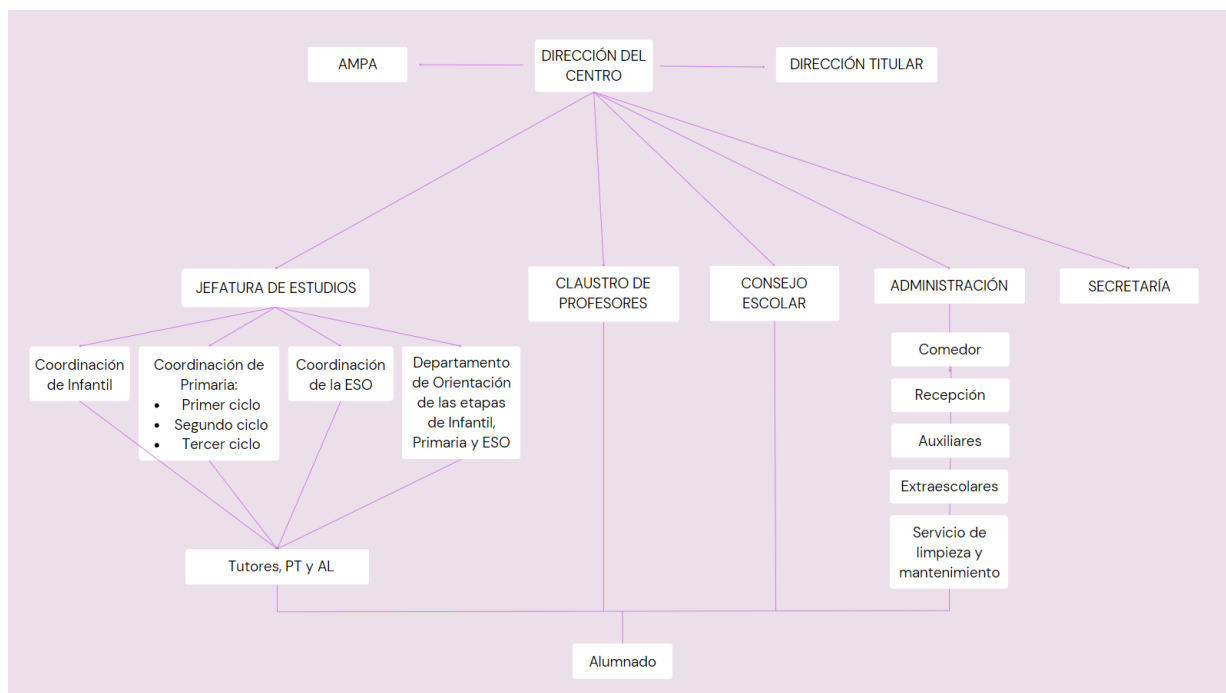 AMPA
DIRECCIÓN DEL
CENTRO
DIRECCIÓN TITULAR
JEFATURA DE ESTUDIOS
CLAUSTRO DE
PROFESORES
CONSEJO
ESCOLAR
ADMINISTRACIÓN
SECRETARÍA
Coordinación
de Infantil
Coordinación de
Primaria:
• Primer ciclo
• Segundo ciclo
• Tercer ciclo
Coordinación
de la ESO
Departamento
de Orientación
de las etapas
de Infantil,
Primaria y ESO
Comedor
Recepción
Auxiliares
Extraescolares
Servicio de
limpieza y
mantenimiento
Tutores, PT y AL
Alumnado